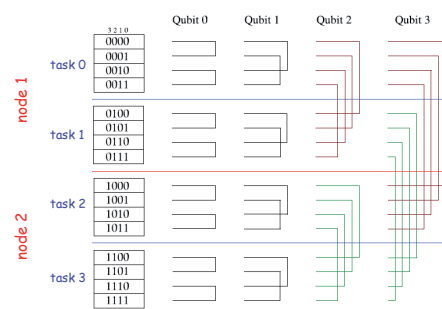 Qubit 0 Qubit 1 Qubit 2 Qubit 3
3 2 1 0
node 1
task 0
0000
0001
0010
0011
task 1
0100
0101
0110
0111
node 2
task 2
1000
1001
1010
1011
task 3
1100
1101
1110
1111